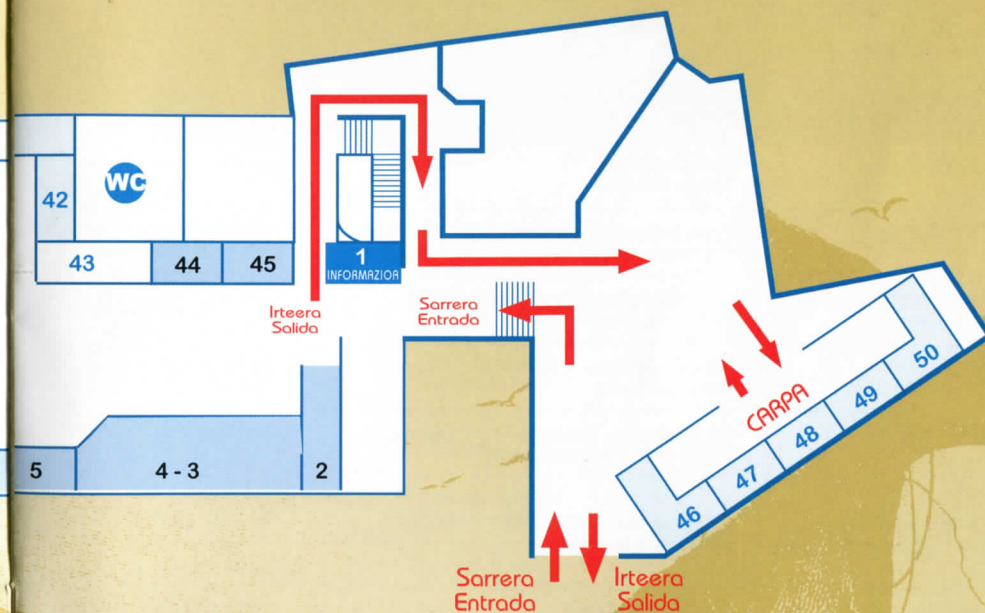 WC
42
43
44
45
1
INFORMAZIOA
Irteera
Salida
Sarrera
Entrada
50
49
CARPA
48
47
46
5
4 - 3
2
Sarrera
Entrada
Irteera
Salida